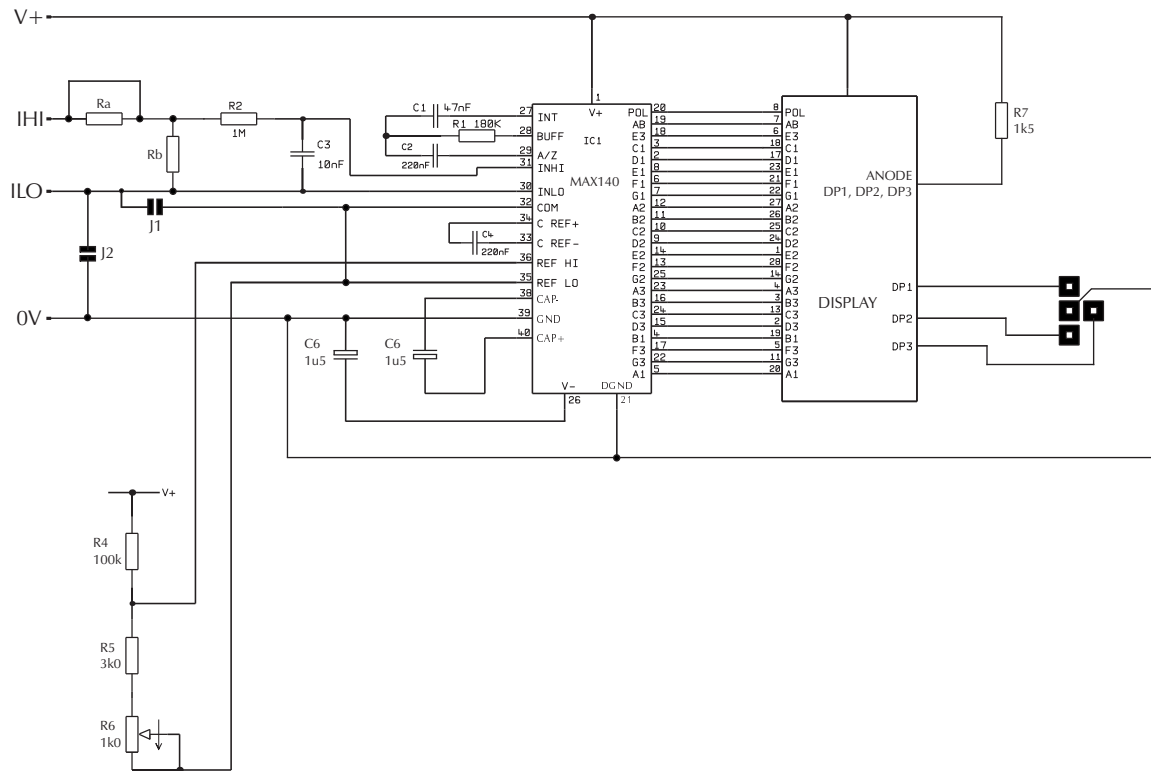 V+
IHI
Ra
R2
1M
Rb
C3
10nF
ILO
J1
J2
0V
C1 47nF
R1 180K
C2
220nF
C4
220nF
C6
1u5
C6
1u5
1
V+
IC1
MAX140
27 INT
28 BUFF
29 A/Z
31 INHI
30 INLO
32 COM
34 C REF+
33 C REF-
36 REF HI
35 REF LO
38 CAP-
39 GND
40 CAP+
V-
26
DGND
21
POL 20
AB 19
E3 18
C1 3
D1 2
E1 8
F1 6
G1 7
A2 12
B2 11
C2 10
D2 9
E2 14
F2 13
G2 25
A3 23
B3 16
C3 24
D3 15
B1 4
F3 17
G3 22
A1 5
8 POL
7 AB
6 E3
18 C1
17 D1
23 E1
21 F1
22 G1
27 A2
26 B2
25 C2
24 D2
1 E2
28 F2
14 G2
4 A3
3 B3
13 C3
2 D3
19 B1
5 F3
11 G3
20 A1
ANODE
DP1, DP2, DP3
DISPLAY
DP1
DP2
DP3
R7
1k5
V+
R4
100k
R5
3k0
R6
1k0